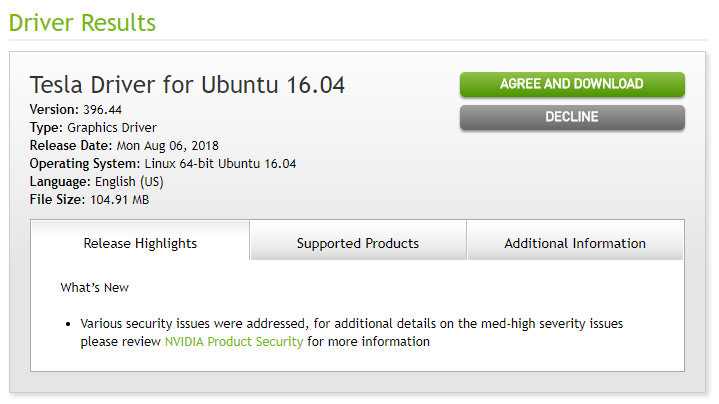 Driver Results
Tesla Driver for Ubuntu 16.04
AGREE AND DOWNLOAD
DECLINE
Version: 396.44
Type: Graphics Driver
Release Date: Mon Aug 06, 2018
Operating System: Linux 64-bit Ubuntu 16.04
Language: English (US)
File Size: 104.91 MB
Release Highlights
Supported Products
Additional Information
What's New
• Various security issues were addressed, for additional details on the med-high severity issues
please review NVIDIA Product Security for more information